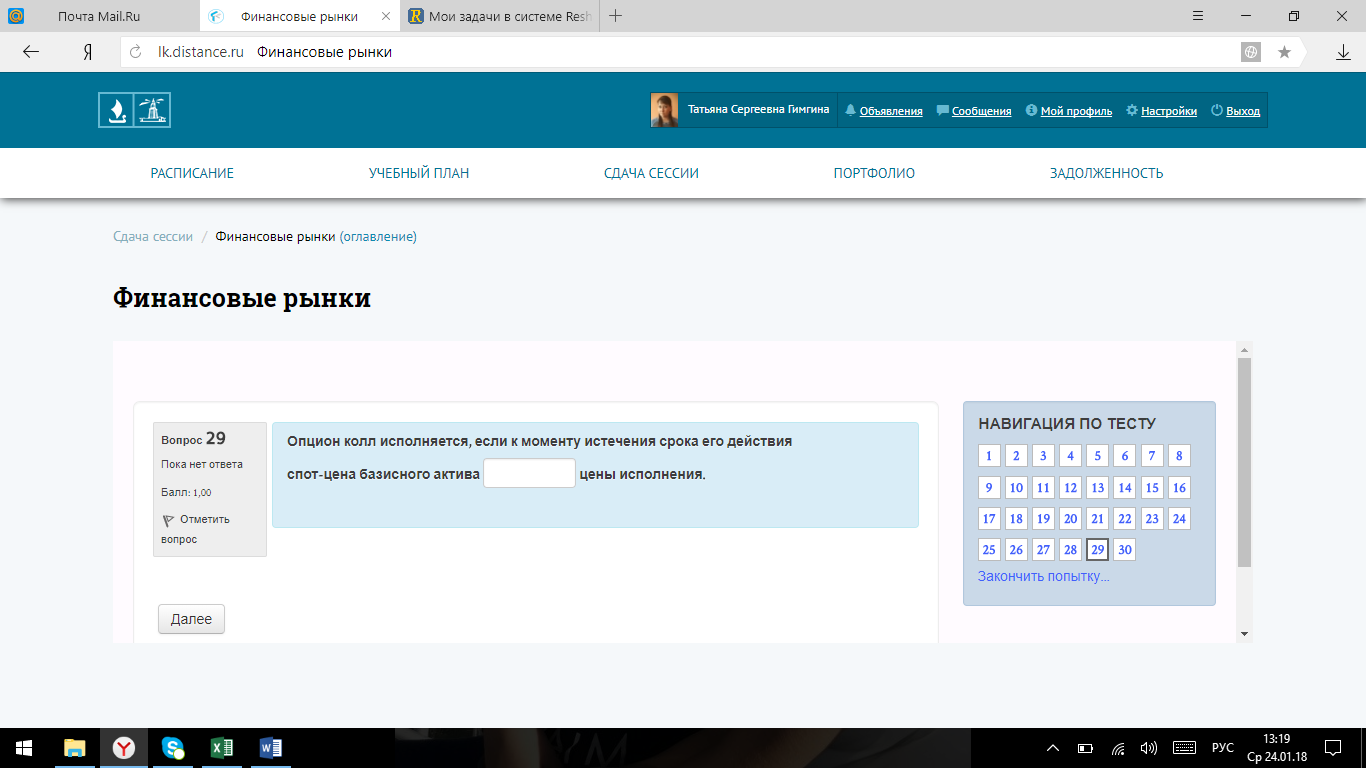 Почта Mail.Ru
Финансовые рынки
Мои задачи в системе Resh
Я
lk.distance.ru Финансовые рынки
Татьяна Сергеевна Гимгина
Объявления
Сообщения
Мой профиль
Настройки
Выход
РАСПИСАНИЕ
УЧЕБНЫЙ ПЛАН
СДАЧА СЕССИИ
ПОРТФОЛИО
ЗАДОЛЖЕННОСТЬ
Сдача сессии / Финансовые рынки (оглавление)
Финансовые рынки
Вопрос 29
Пока нет ответа
Балл: 1,00
Отметить
вопрос
Опцион колл исполняется, если к моменту истечения срока его действия
спот-цена базисного актива цены исполнения.
Далее
НАВИГАЦИЯ ПО ТЕСТУ
1 2 3 4 5 6 7 8
9 10 11 12 13 14 15 16
17 18 19 20 21 22 23 24
25 26 27 28 29 30
Закончить попытку...
РУС
13:19
Ср 24.01.18